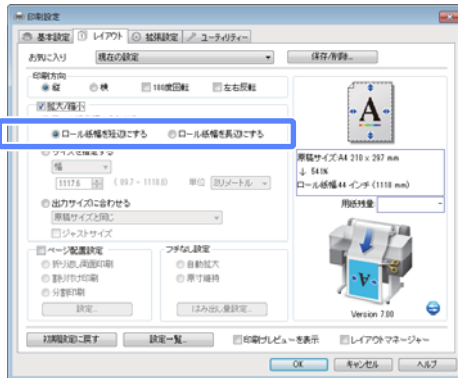 印刷設定
基本設定 レイアウト 拡張設定 ユーティリティー
お気に入り 現在の設定 保存/削除...
印刷方向
縦 横 180度回転 左右反転
拡大/縮小
ロール紙幅を短辺にする ロール紙幅を長辺にする
サイズを指定する
幅
1117.6 (89.7 - 1118.0) 単位 ミリメートル
出力サイズに合わせる
原稿サイズと同じ
ジャストサイズ
A
原稿サイズ:A4 210 x 297 mm
↓ 541%
ロール紙幅:44 インチ (1118 mm)
用紙残量 -
ページ配置設定
折り返し両面印刷
割り付け印刷
分割印刷
設定...
フチなし設定
自動拡大
原寸維持
はみ出し量設定...
Version 7.00
初期設定に戻す 設定一覧... 印刷プレビューを表示 レイアウトマネージャー
OK キャンセル ヘルプ